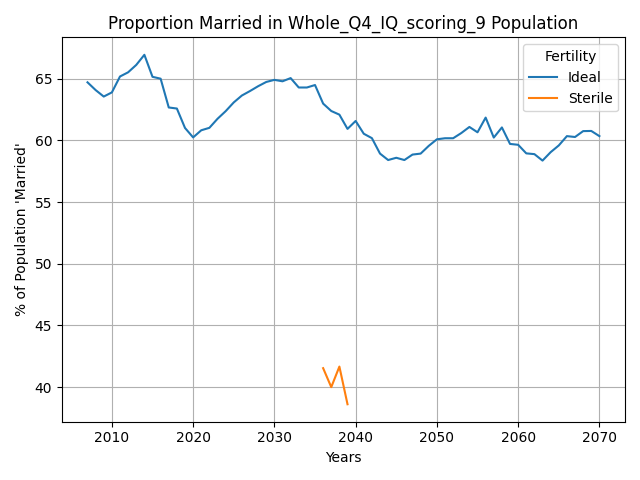 Proportion Married in Whole_Q4_IQ_scoring_9 Population
% of Population 'Married'
65
60
55
50
45
40
Fertility
Ideal
Sterile
2010 2020 2030 2040 2050 2060 2070
Years